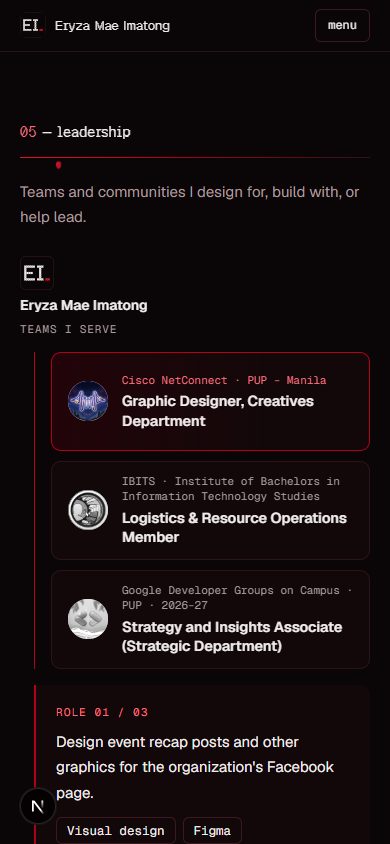 EI.
Eryza Mae Imatong
menu
05 — leadership
Teams and communities I design for, build with, or
help lead.
EI.
Eryza Mae Imatong
TEAMS I SERVE
Cisco NetConnect · PUP - Manila
Graphic Designer, Creatives
Department
IBITS · Institute of Bachelors in
Information Technology Studies
Logistics & Resource Operations
Member
Google Developer Groups on Campus ·
PUP · 2026-27
Strategy and Insights Associate
(Strategic Department)
ROLE 01 / 03
Design event recap posts and other
graphics for the organization's Facebook
page.
N
Visual design
Figma